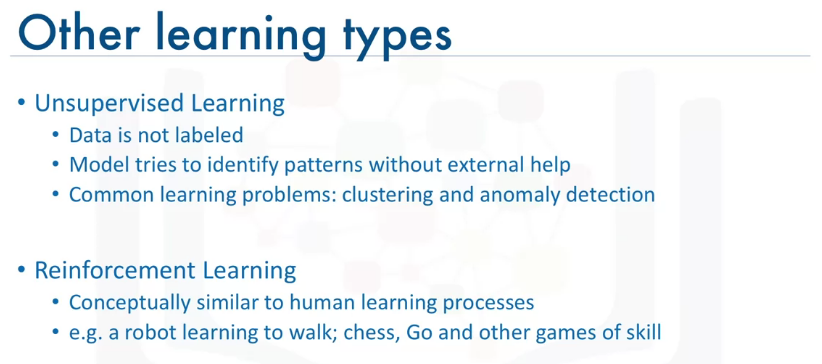 Other learning types
• Unsupervised Learning
• Data is not labeled
• Model tries to identify patterns without external help
• Common learning problems: clustering and anomaly detection
• Reinforcement Learning
• Conceptually similar to human learning processes
• e.g. a robot learning to walk; chess, Go and other games of skill